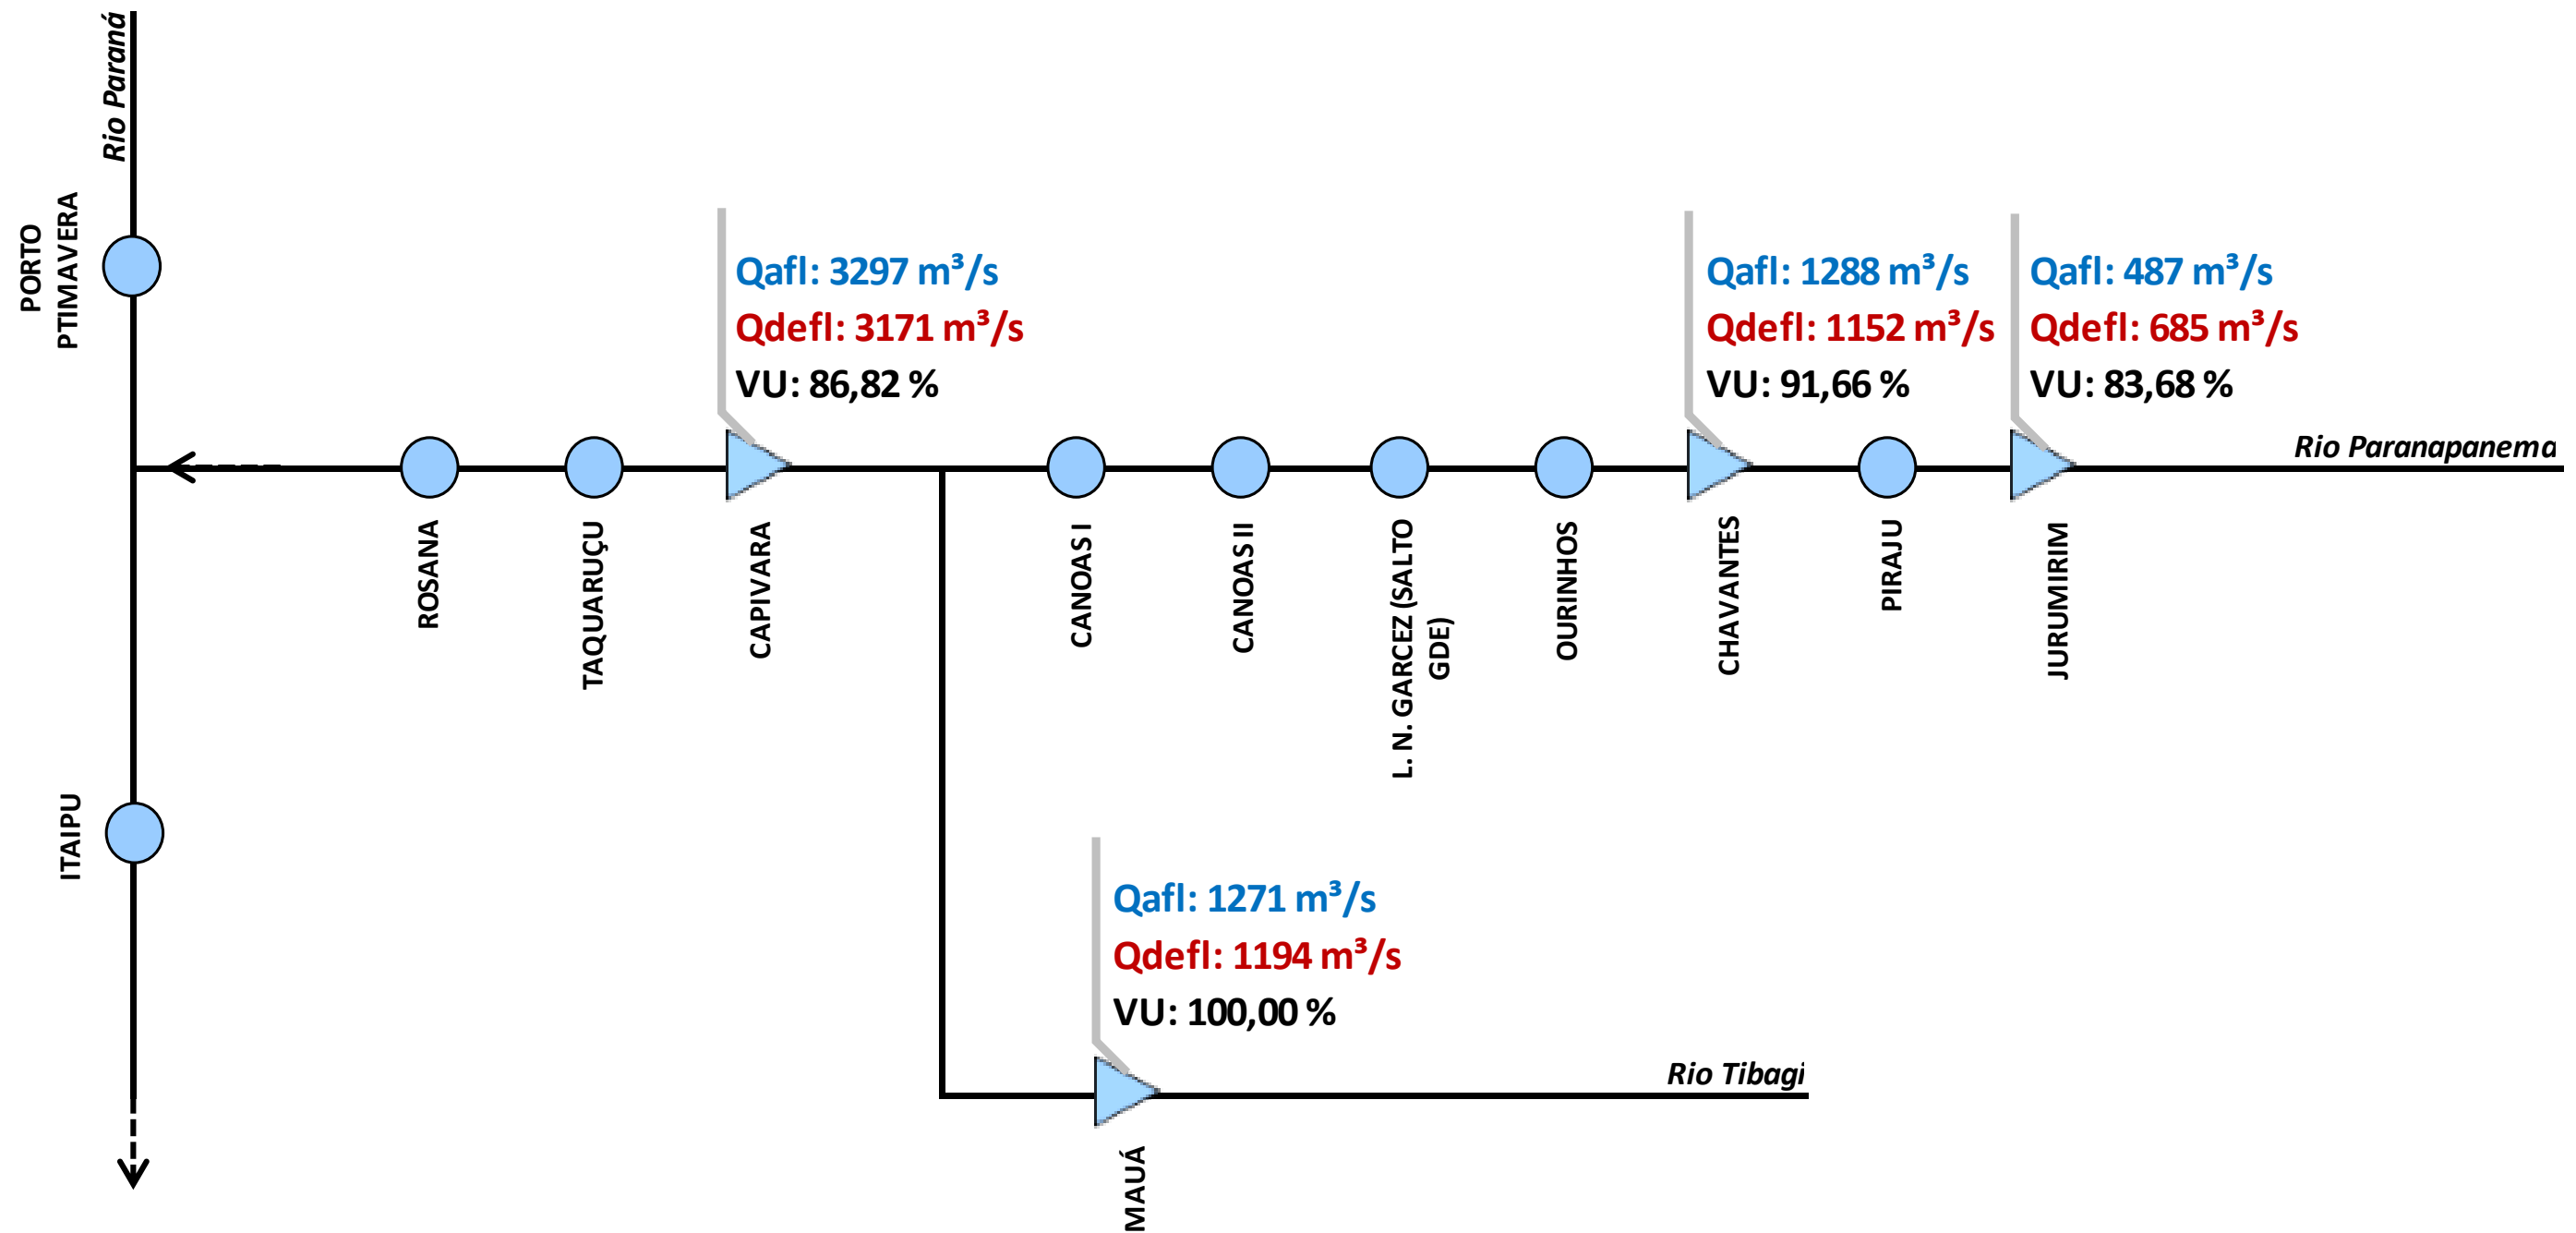 Rio Paraná
PORTO
PTIMAVERA
Qafl: 3297 m³/s
Qdefl: 3171 m³/s
VU: 86,82 %
Qafl: 1288 m³/s
Qdefl: 1152 m³/s
VU: 91,66 %
Qafl: 487 m³/s
Qdefl: 685 m³/s
VU: 83,68 %
Rio Paranapanema
ROSANA
TAQUARUÇU
CAPIVARA
CANOAS I
CANOAS II
L. N. GARCEZ (SALTO
GDE)
OURINHOS
CHAVANTES
PIRAJU
JURUMIRIM
ITAIPU
Qafl: 1271 m³/s
Qdefl: 1194 m³/s
VU: 100,00 %
Rio Tibagi
MAUÁ